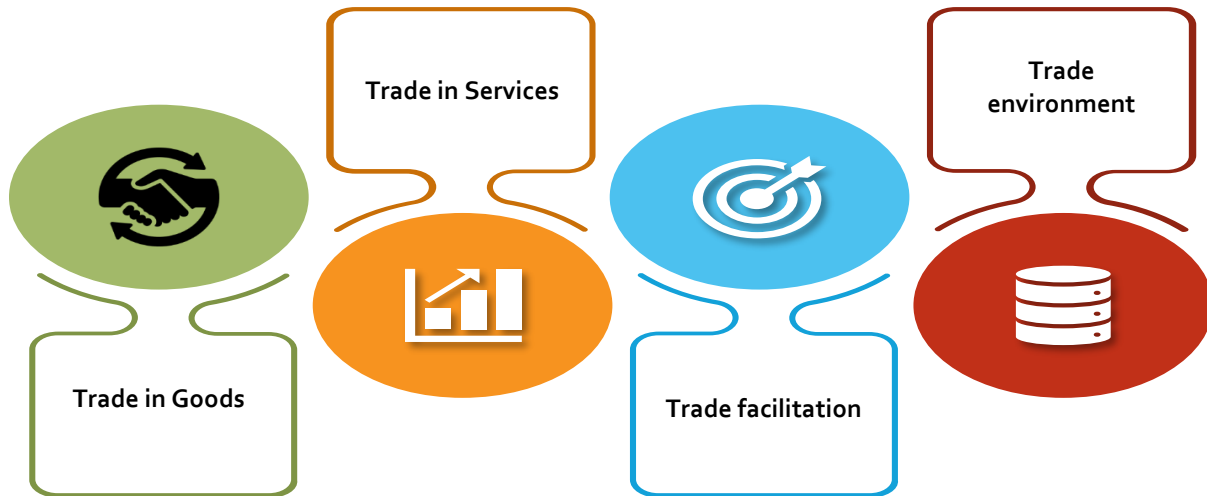 Trade in Goods
Trade in Services
Trade facilitation
Trade
environment